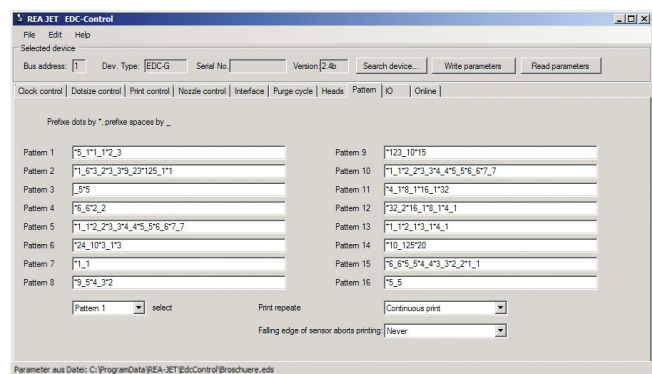 REA JET EDC-Control
File Edit Help
Selected device
Bus address: 1 Dev. Type: EDC-G Serial No. Version: 2.4b Search device... Write parameters Read parameters
Clock control Dotsize control Print control Nozzle control Interface Purge cycle Heads Pattern IO Online
Prefixe dots by *, prefixe spaces by _
Pattern 1 *5_1*1_1*2_3 Pattern 9 *123_10*15
Pattern 2 *1_6*3_2*3_3*9_23*125_1*1 Pattern 10 *1_1*2_2*3_3*4_4*5_5*6_6*7_7
Pattern 3 _5*5 Pattern 11 *4_1*8_1*16_1*32
Pattern 4 *6_6*2_2 Pattern 12 *32_2*16_1*8_1*4_1
Pattern 5 *1_1*2_2*3_3*4_4*5_5*6_6*7_7 Pattern 13 *1_1*2_1*3_1*4_1
Pattern 6 *24_10*3_1*3 Pattern 14 *10_125*20
Pattern 7 *1_1 Pattern 15 *6_6*5_5*4_4*3_3*2_2*1_1
Pattern 8 *9_5*4_3*2 Pattern 16 *5_5
Pattern 1 select Print repeate Continuous print
Falling edge of sensor aborts printing: Never
Parameter aus Datei: C:\ProgramData\REA-JET\EdcControl\Broschuere.eds